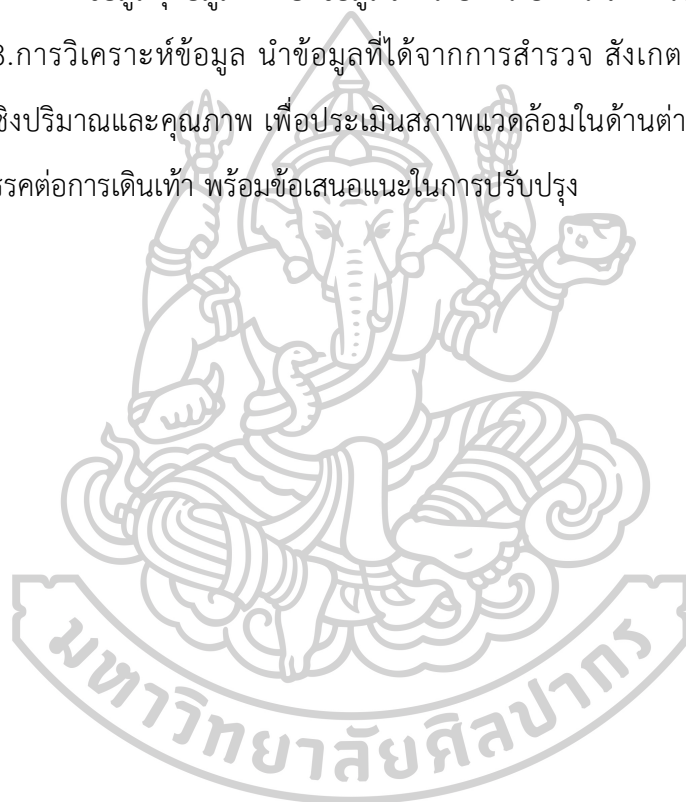 3.การวิเคราะห์ข้อมูล นำข้อมูลที่ได้จากการสำรวจ สังเกต
เชิงปริมาณและคุณภาพ เพื่อประเมินสภาพแวดล้อมในด้านต่า
รรคต่อการเดินเท้า พร้อมข้อเสนอแนะในการปรับปรุง
มหาวิทยาลัยศิลปากร